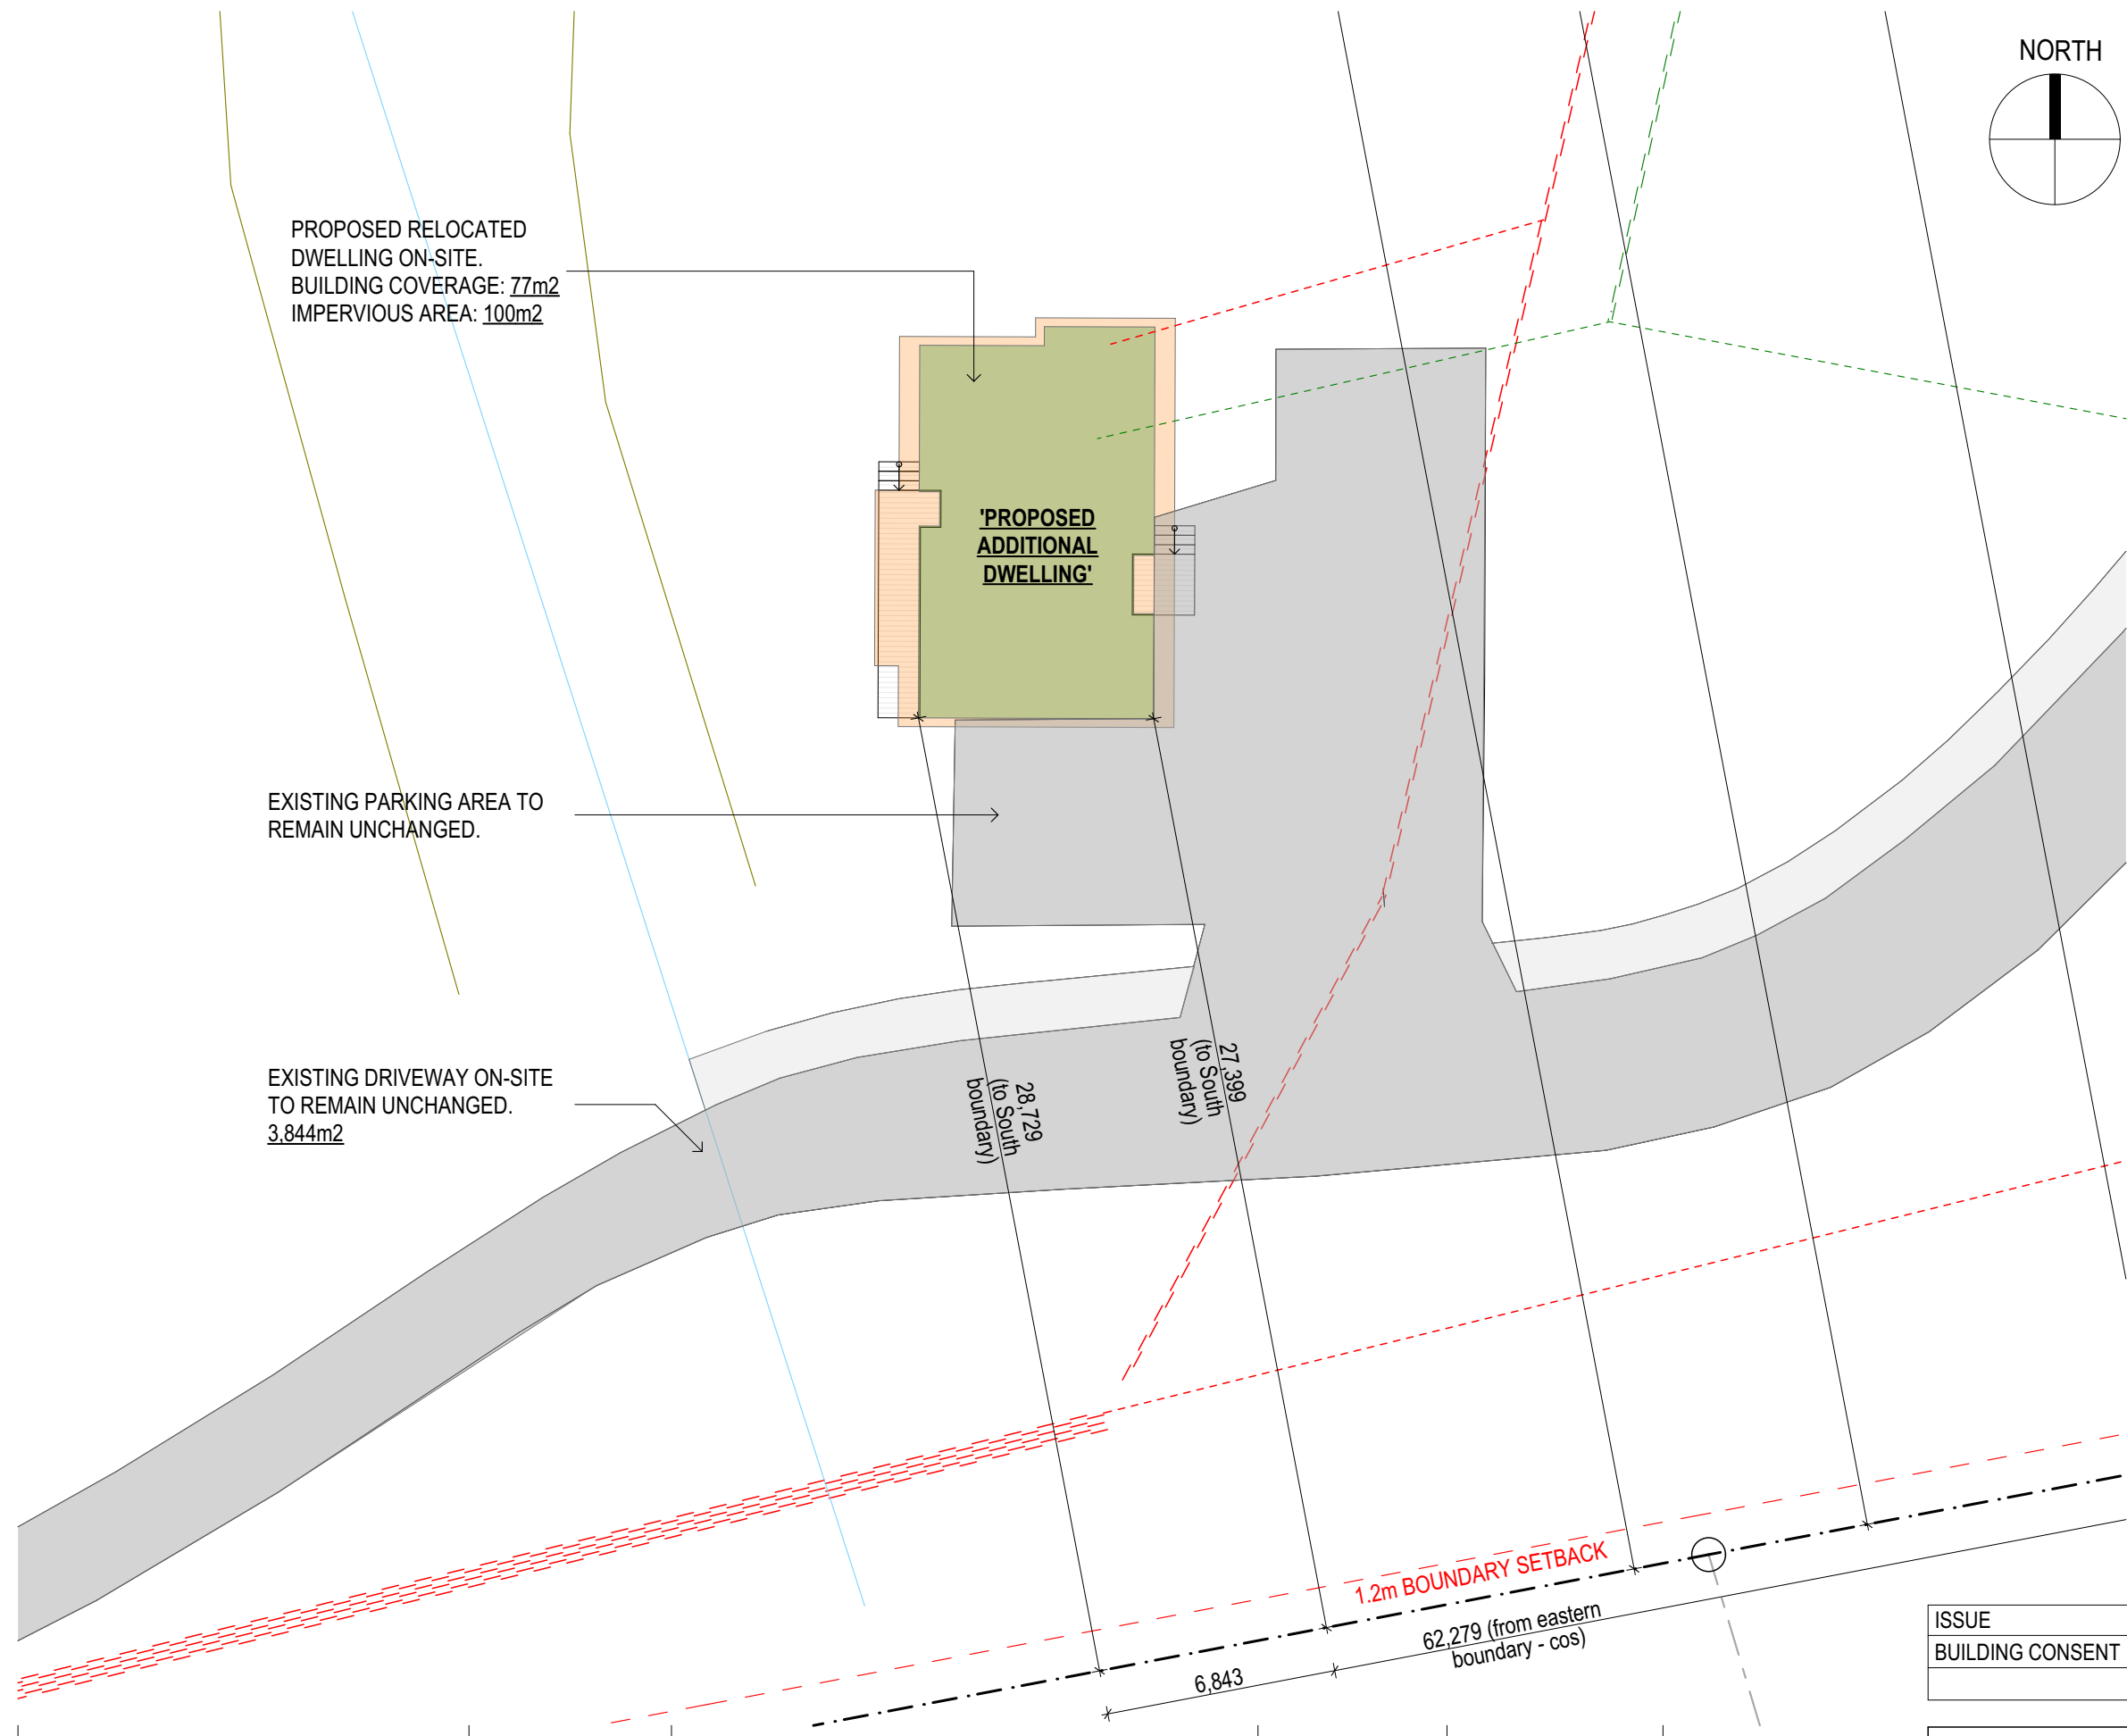 NORTH
PROPOSED RELOCATED
DWELLING ON-SITE.
BUILDING COVERAGE: 77m2
IMPERVIOUS AREA: 100m2
'PROPOSED
ADDITIONAL
DWELLING'
EXISTING PARKING AREA TO
REMAIN UNCHANGED.
EXISTING DRIVEWAY ON-SITE
TO REMAIN UNCHANGED.
3,844m2
28,729
(to South
boundary)
27,399
(to South
boundary)
1.2m BOUNDARY SETBACK
62,279 (from eastern
boundary - cos)
6,843
ISSUE
BUILDING CONSENT